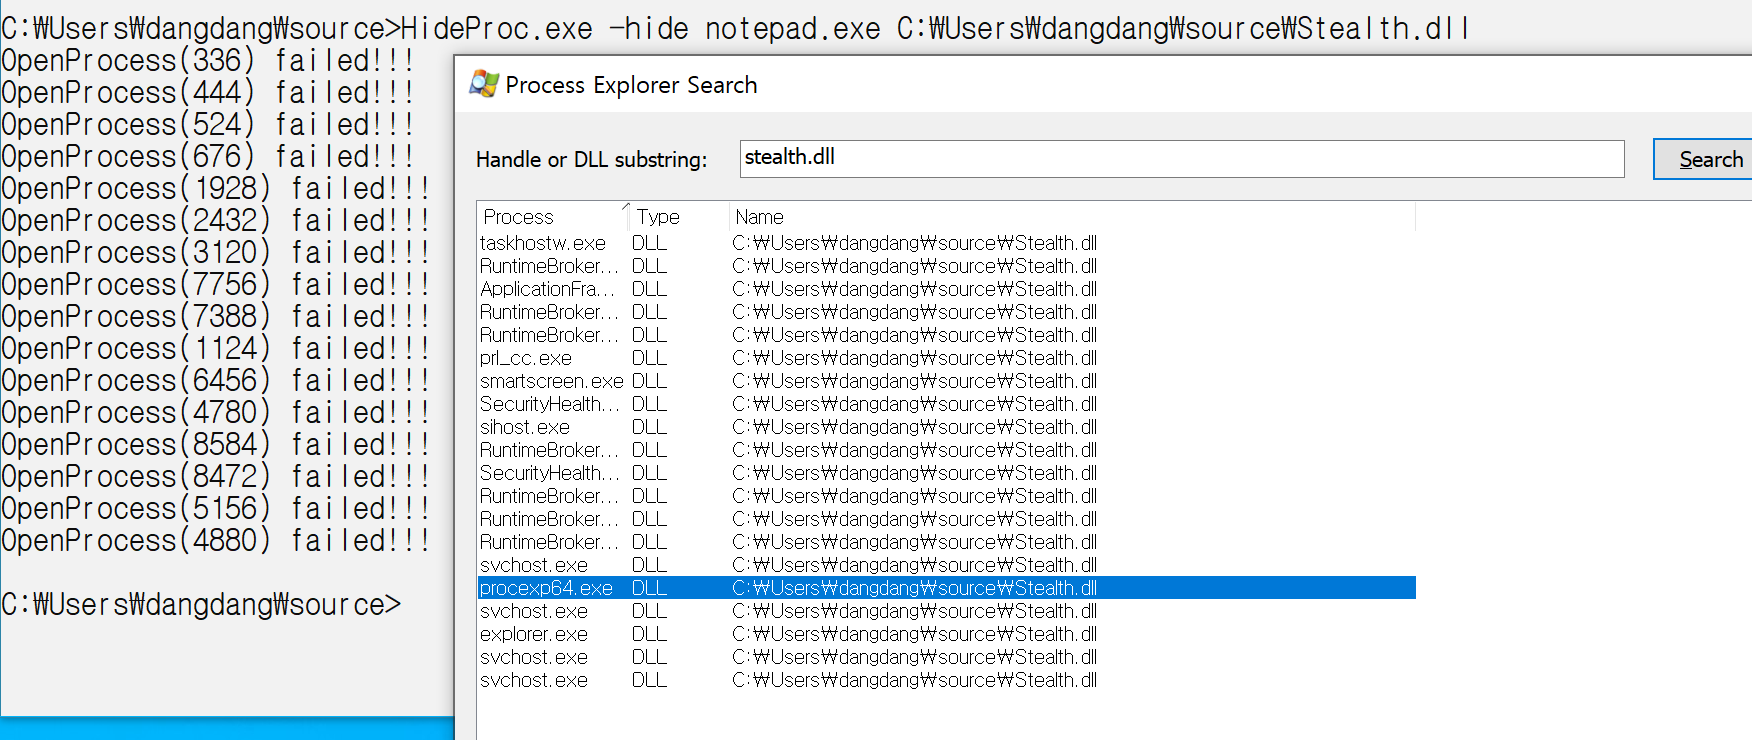 C:₩Users₩dangdang₩source>HideProc.exe -hide notepad.exe C:₩Users₩dangdang₩source₩Stealth.dll
OpenProcess(336) failed!!!
OpenProcess(444) failed!!!
OpenProcess(524) failed!!!
OpenProcess(676) failed!!!
OpenProcess(1928) failed!!!
OpenProcess(2432) failed!!!
OpenProcess(3120) failed!!!
OpenProcess(7756) failed!!!
OpenProcess(7388) failed!!!
OpenProcess(1124) failed!!!
OpenProcess(6456) failed!!!
OpenProcess(4780) failed!!!
OpenProcess(8584) failed!!!
OpenProcess(8472) failed!!!
OpenProcess(5156) failed!!!
OpenProcess(4880) failed!!!
C:₩Users₩dangdang₩source>
Process Explorer Search
Handle or DLL substring: stealth.dll Search
Process Type Name
taskhostw.exe DLL C:₩Users₩dangdang₩source₩Stealth.dll
RuntimeBroker... DLL C:₩Users₩dangdang₩source₩Stealth.dll
ApplicationFra... DLL C:₩Users₩dangdang₩source₩Stealth.dll
RuntimeBroker... DLL C:₩Users₩dangdang₩source₩Stealth.dll
RuntimeBroker... DLL C:₩Users₩dangdang₩source₩Stealth.dll
prl_cc.exe DLL C:₩Users₩dangdang₩source₩Stealth.dll
smartscreen.exe DLL C:₩Users₩dangdang₩source₩Stealth.dll
SecurityHealth... DLL C:₩Users₩dangdang₩source₩Stealth.dll
sihost.exe DLL C:₩Users₩dangdang₩source₩Stealth.dll
RuntimeBroker... DLL C:₩Users₩dangdang₩source₩Stealth.dll
SecurityHealth... DLL C:₩Users₩dangdang₩source₩Stealth.dll
RuntimeBroker... DLL C:₩Users₩dangdang₩source₩Stealth.dll
RuntimeBroker... DLL C:₩Users₩dangdang₩source₩Stealth.dll
RuntimeBroker... DLL C:₩Users₩dangdang₩source₩Stealth.dll
svchost.exe DLL C:₩Users₩dangdang₩source₩Stealth.dll
procexp64.exe DLL C:₩Users₩dangdang₩source₩Stealth.dll
svchost.exe DLL C:₩Users₩dangdang₩source₩Stealth.dll
explorer.exe DLL C:₩Users₩dangdang₩source₩Stealth.dll
svchost.exe DLL C:₩Users₩dangdang₩source₩Stealth.dll
svchost.exe DLL C:₩Users₩dangdang₩source₩Stealth.dll